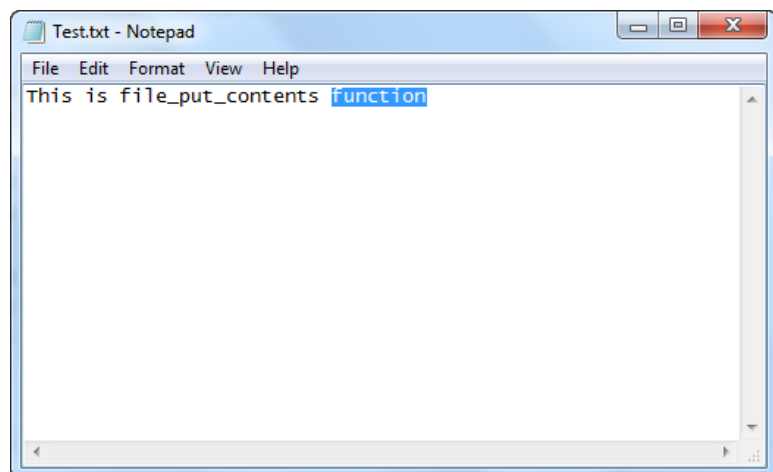 Test.txt - Notepad
File Edit Format View Help
This is file_put_contents function